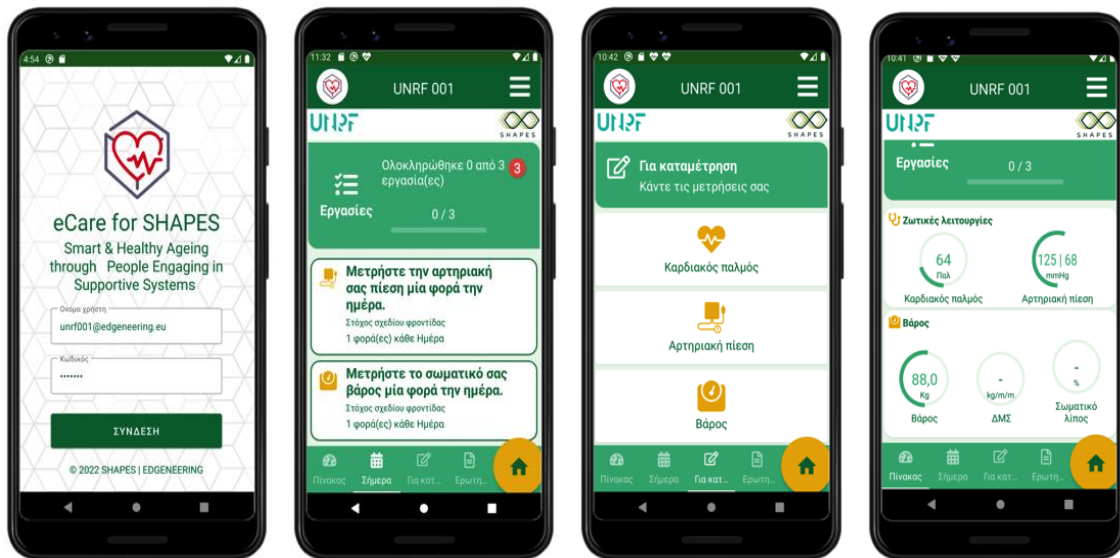 4:54
eCare for SHAPES
Smart & Healthy Ageing
through People Engaging in
Supportive Systems
Όνομα χρήστη
unrf001@edgeneering.eu
Κωδικός
•••••••
ΣΥΝΔΕΣΗ
© 2022 SHAPES | EDGENEERING
11:32
UNRF 001
UNRF
SHAPES
Ολοκληρώθηκε 0 από 3
εργασία(ες)
3
Εργασίες
0 / 3
Μετρήστε την αρτηριακή
σας πίεση μία φορά την
ημέρα.
Στόχος σχεδίου φροντίδας
1 φορά(ες) κάθε Ημέρα
Μετρήστε το σωματικό σας
βάρος μία φορά την ημέρα.
Στόχος σχεδίου φροντίδας
1 φορά(ες) κάθε Ημέρα
Πίνακας Σήμερα Για κατ... Ερωτη...
10:42
UNRF 001
UNRF
SHAPES
Για καταμέτρηση
Κάντε τις μετρήσεις σας
Καρδιακός παλμός
Αρτηριακή πίεση
Βάρος
Πίνακας Σήμερα Για κατ... Ερωτη...
10:41
UNRF 001
UNRF
SHAPES
Εργασίες
0 / 3
Ζωτικές λειτουργίες
64
Παλ
Καρδιακός παλμός
125 | 68
mmHg
Αρτηριακή πίεση
Βάρος
88,0
Kg
Βάρος
-
kg/m/m
ΔΜΣ
-
%
Σωματικό
λίπος
Πίνακας Σήμερα Για κατ... Ερωτη...